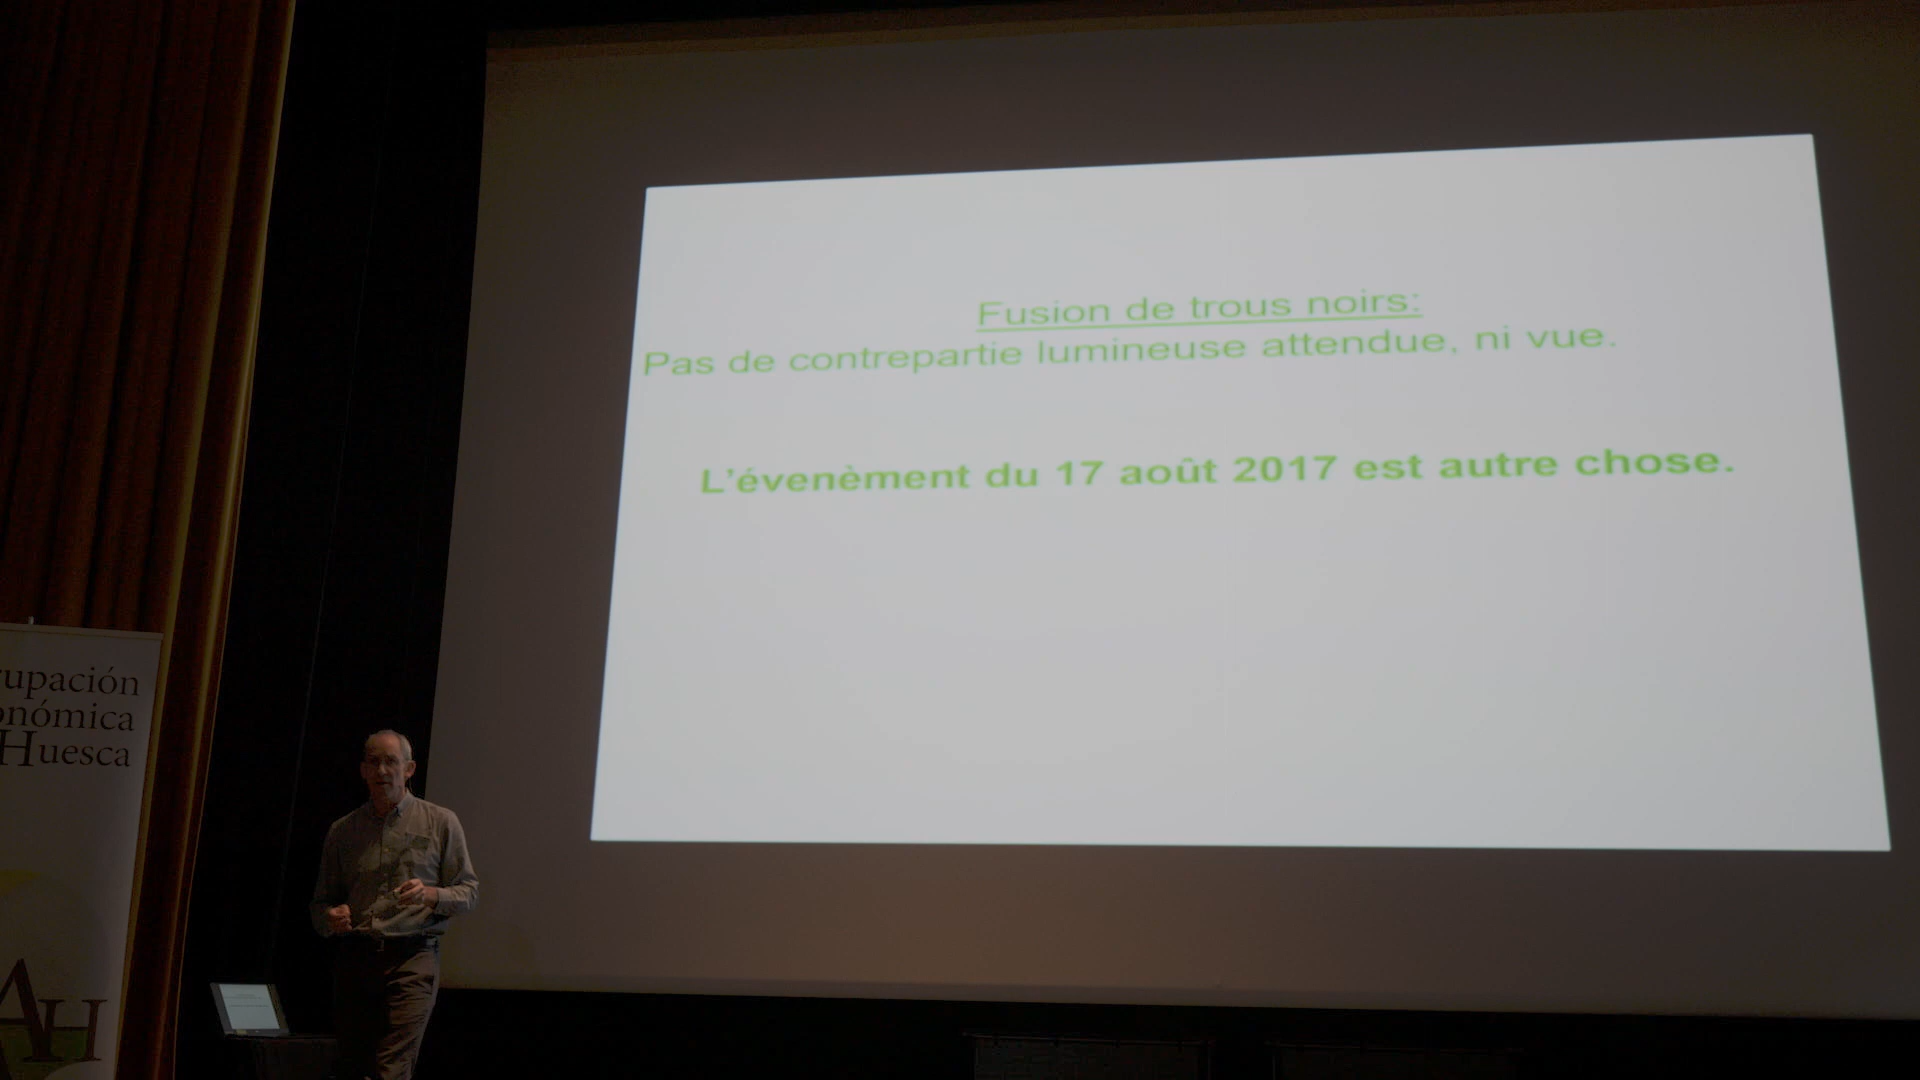 Fusion de trous noirs:
Pas de contrepartie lumineuse attendue, ni vue.
L'évenèment du 17 août 2017 est autre chose.
rupación
onómica
Huesca
AH